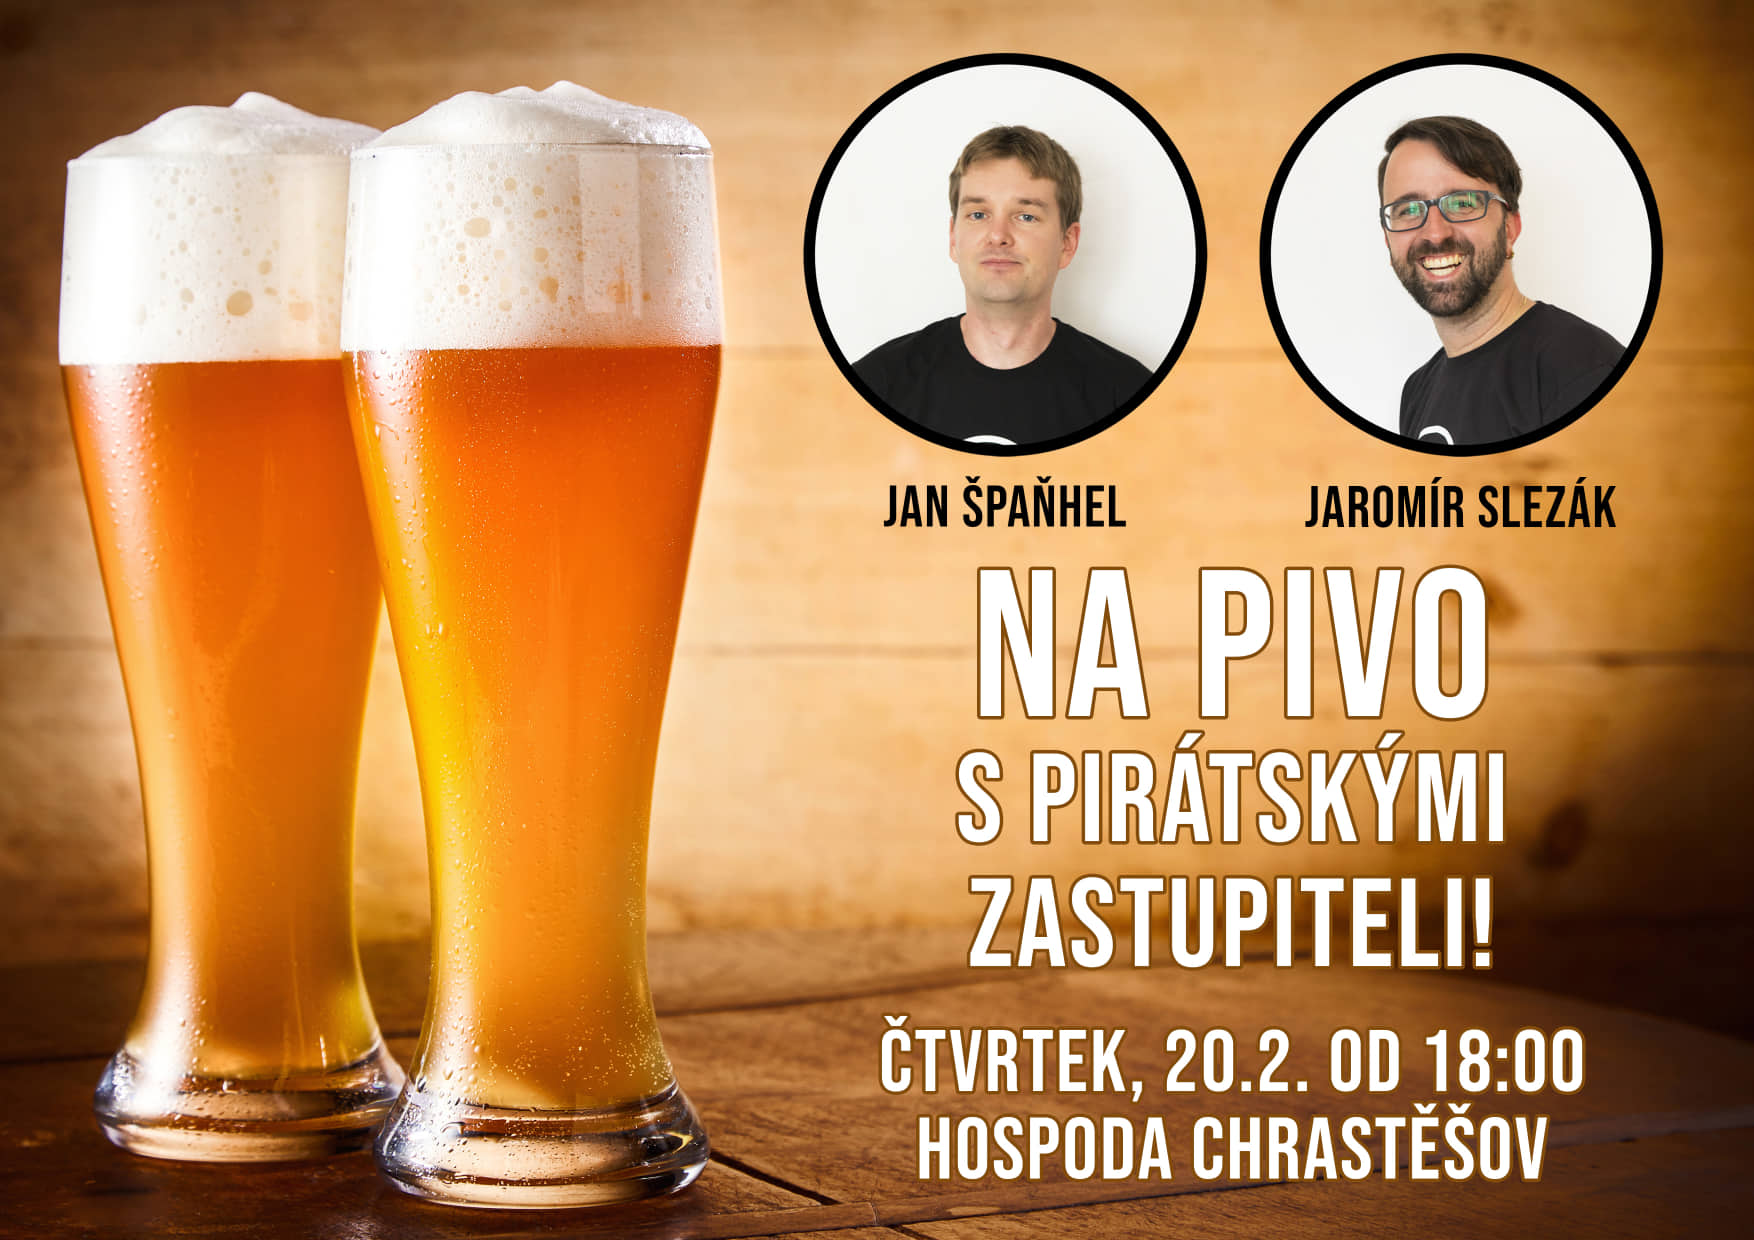 JAN ŠPAŇHEL
JAROMÍR SLEZÁK
NA PIVO
S PIRÁTSKÝMI
ZASTUPITELI!
ČTVRTEK, 20.2. OD 18:00
HOSPODA CHRASTĚŠOV